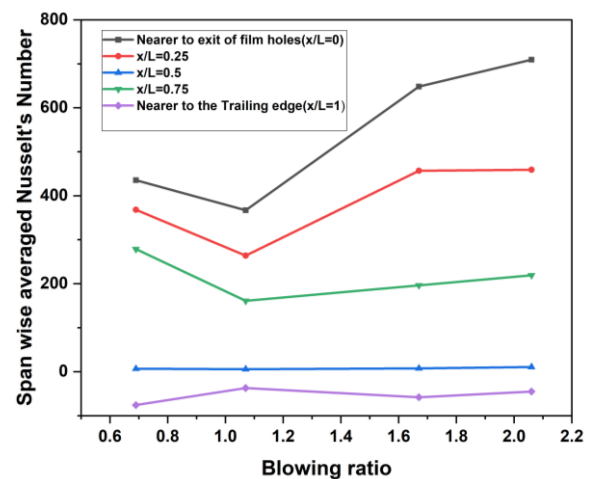 800
600
400
200
0
Span wise averaged Nusselt's Number
Nearer to exit of film holes(x/L=0)
x/L=0.25
x/L=0.5
x/L=0.75
Nearer to the Trailing edge(x/L=1)
0.6 0.8 1.0 1.2 1.4 1.6 1.8 2.0 2.2
Blowing ratio